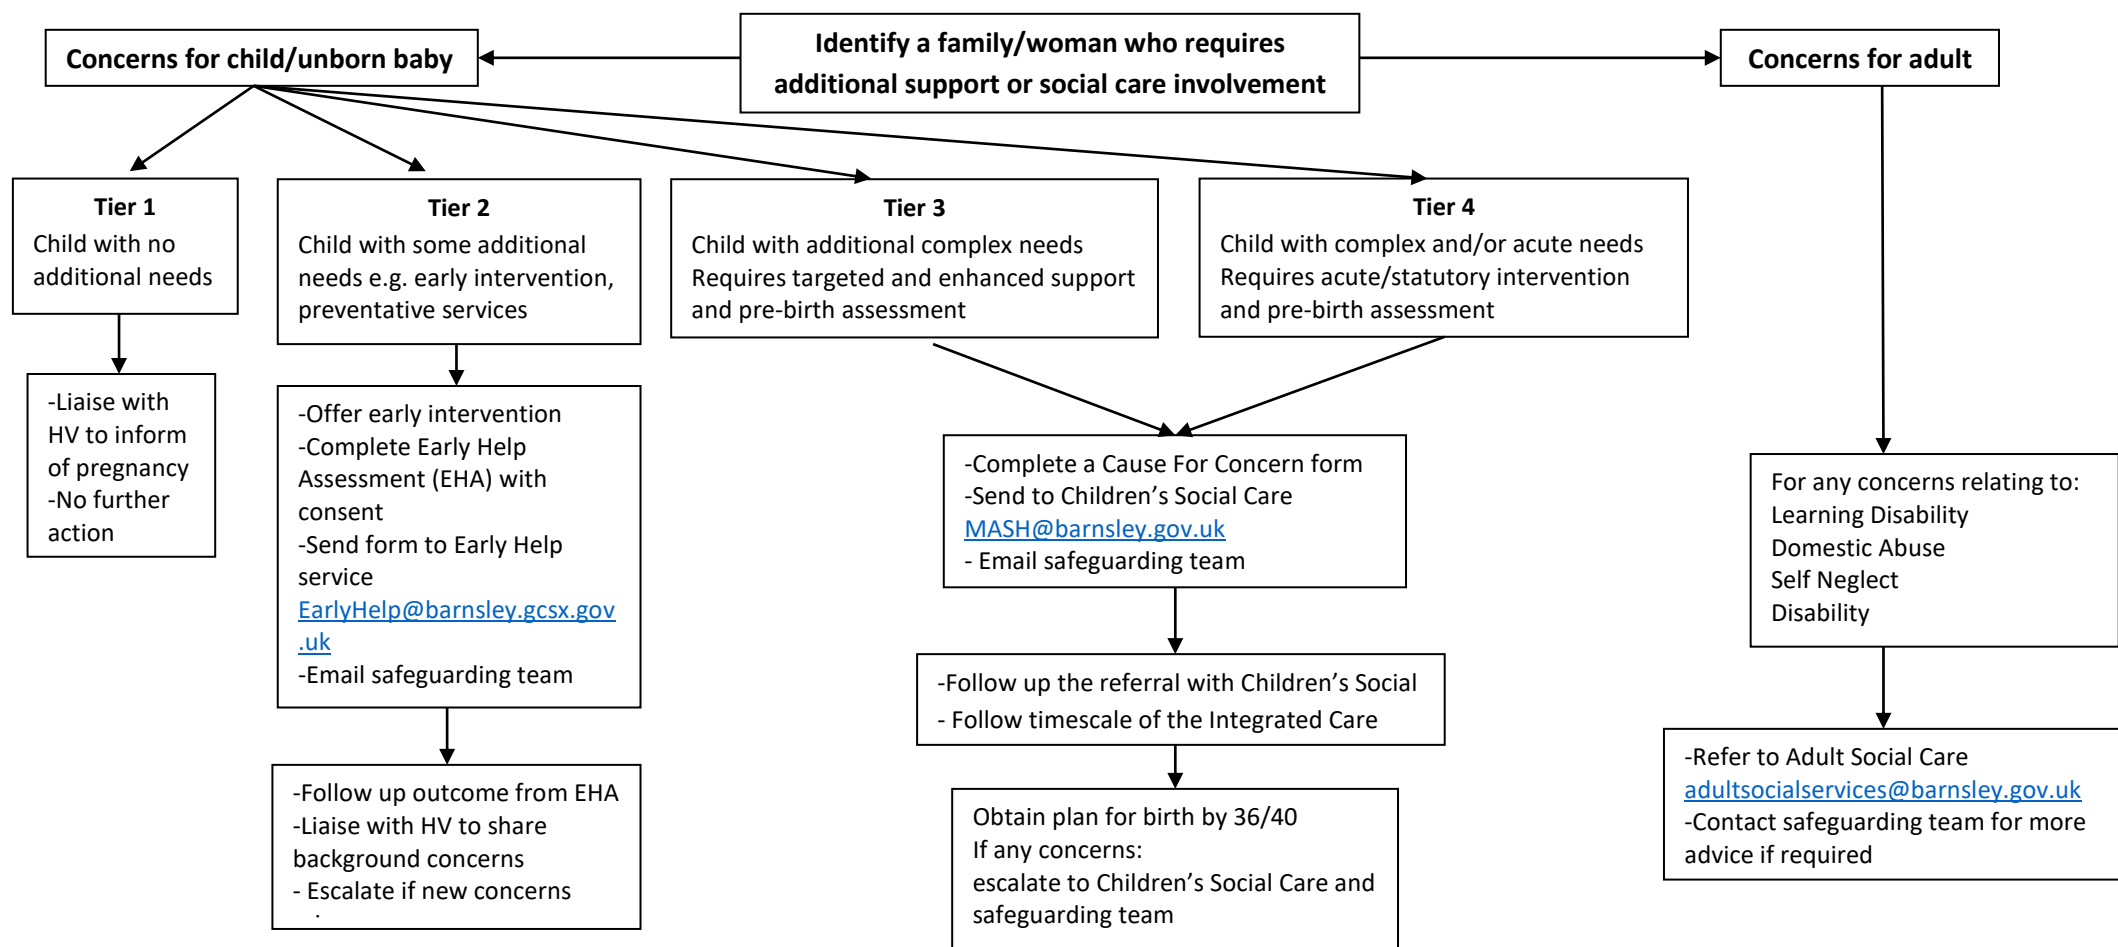 Identify a family/woman who requires
additional support or social care involvement
Concerns for child/unborn baby
Concerns for adult
Tier 1
Child with no
additional needs
Tier 2
Child with some additional
needs e.g. early intervention,
preventative services
Tier 3
Child with additional complex needs
Requires targeted and enhanced support
and pre-birth assessment
Tier 4
Child with complex and/or acute needs
Requires acute/statutory intervention
and pre-birth assessment
-Liaise with
HV to inform
of pregnancy
-No further
action
-Offer early intervention
-Complete Early Help
Assessment (EHA) with
consent
-Send form to Early Help
service
EarlyHelp@barnsley.gcsx.gov
.uk
-Email safeguarding team
-Follow up outcome from EHA
-Liaise with HV to share
background concerns
- Escalate if new concerns
-Complete a Cause For Concern form
-Send to Children’s Social Care
MASH@barnsley.gov.uk
- Email safeguarding team
-Follow up the referral with Children’s Social
- Follow timescale of the Integrated Care
Obtain plan for birth by 36/40
If any concerns:
escalate to Children’s Social Care and
safeguarding team
For any concerns relating to:
Learning Disability
Domestic Abuse
Self Neglect
Disability
-Refer to Adult Social Care
adultsocialservices@barnsley.gov.uk
-Contact safeguarding team for more
advice if required